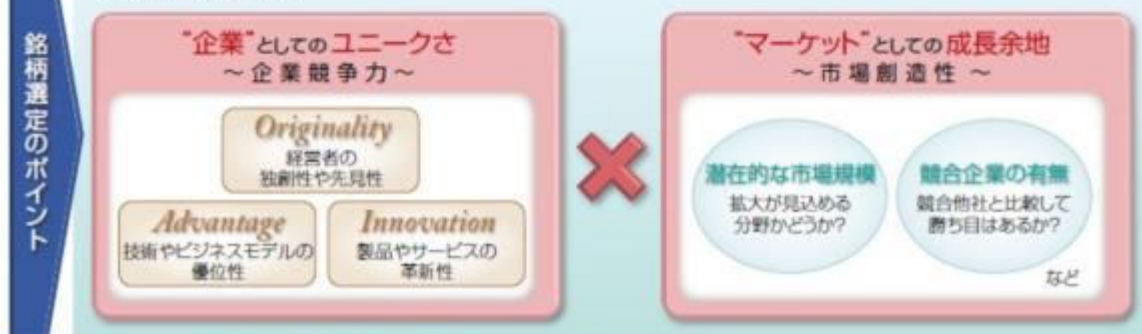 銘柄選定のポイント
"企業"としてのユニークさ
~企業競争力~
Originality
経営者の
独創性や先見性
Advantage
技術やビジネスモデルの
優位性
Innovation
製品やサービスの
革新性
"マーケット"としての成長余地
~市場創造性 ~
潜在的な市場規模
拡大が見込める
分野かどうか?
競合企業の有無
競合他社と比較して
勝ち目はあるか?
など